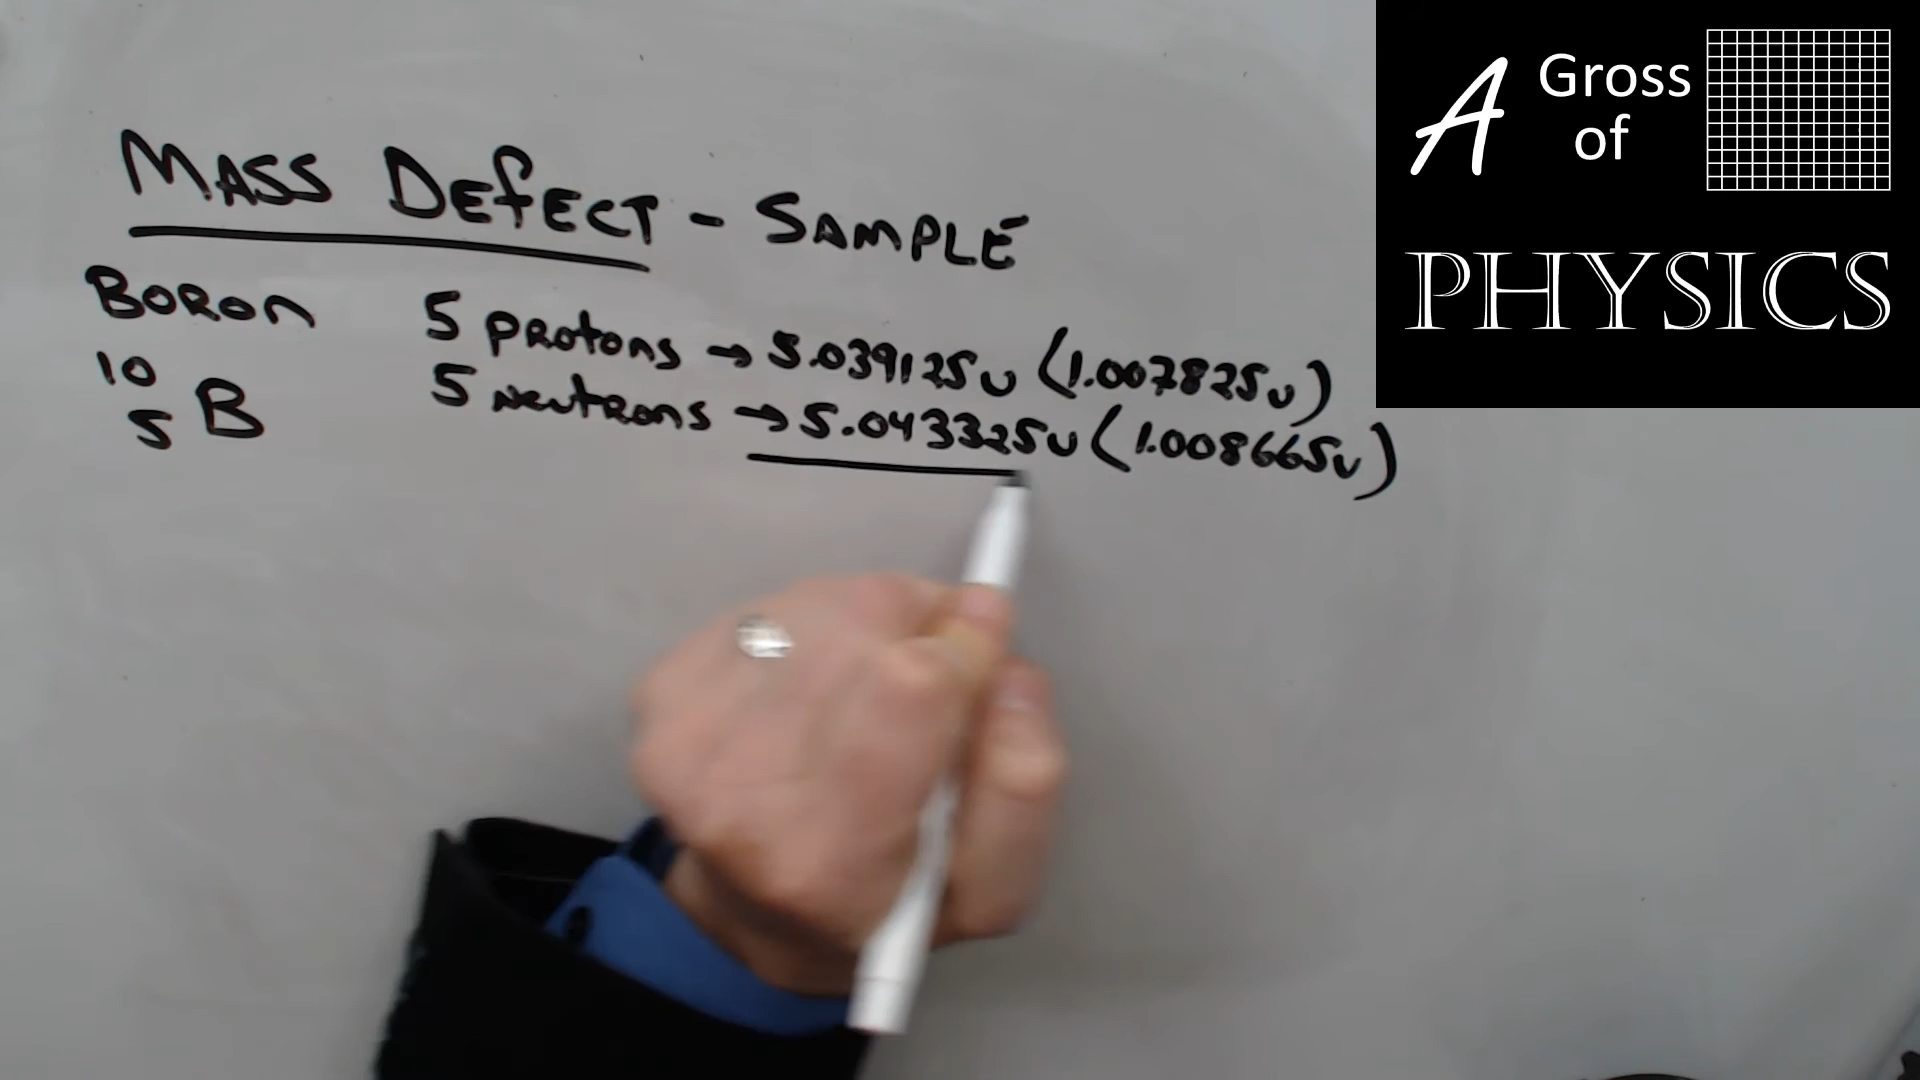 MASS DEFECT - SAMPLE
BORON
10
5 B
5 PROTONS → 5.039125u (1.007825u)
5 NEUTRONS → 5.043325u (1.008665u)
A Gross
of
PHYSICS